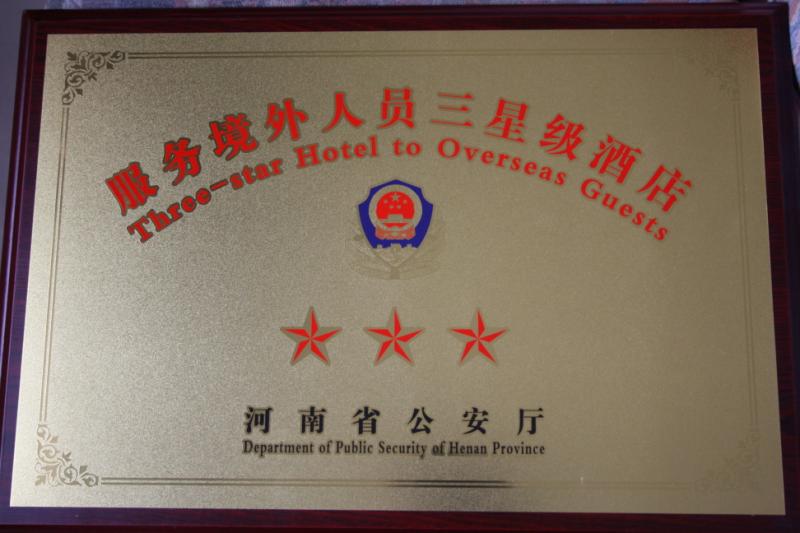 服务境外人员三星级酒店
Three-star Hotel to Overseas Guests
河南省公安厅
Department of Public Security of Henan Province